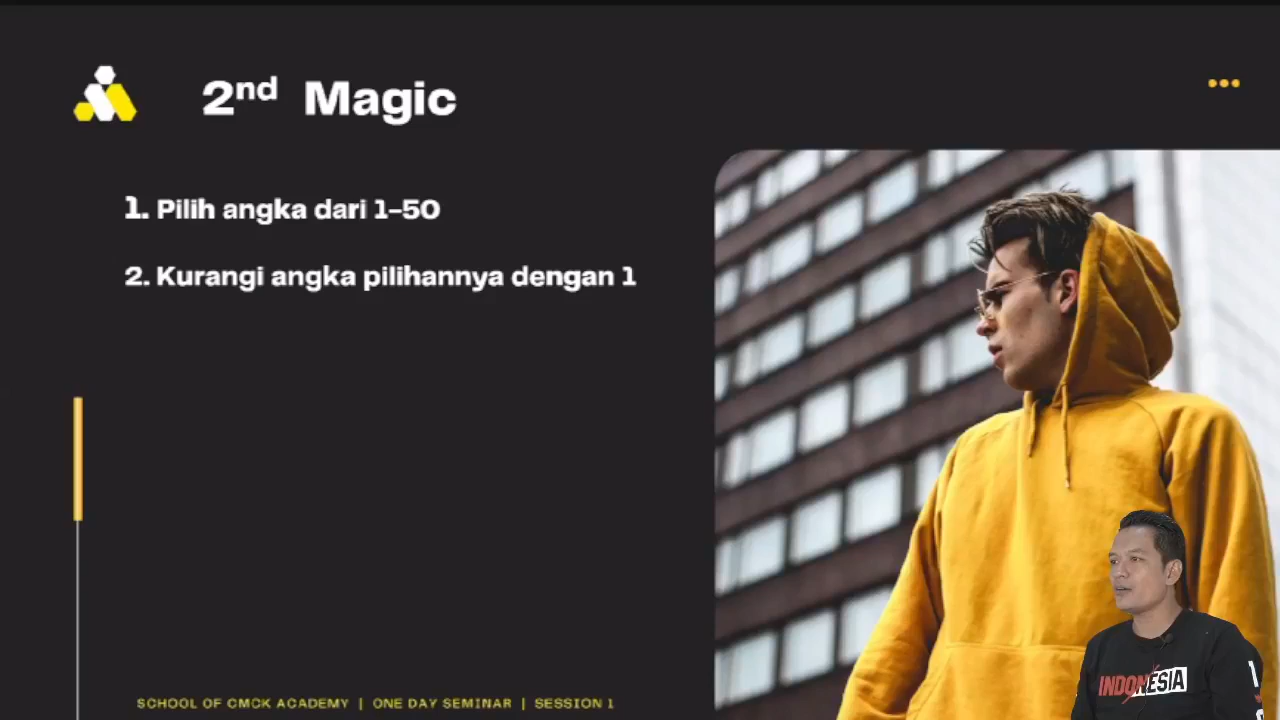 2nd Magic
1. Pilih angka dari 1-50
2. Kurangi angka pilihannya dengan 1
INDONESIA
SCHOOL OF CMCK ACADEMY | ONE DAY SEMINAR | SESSION 1